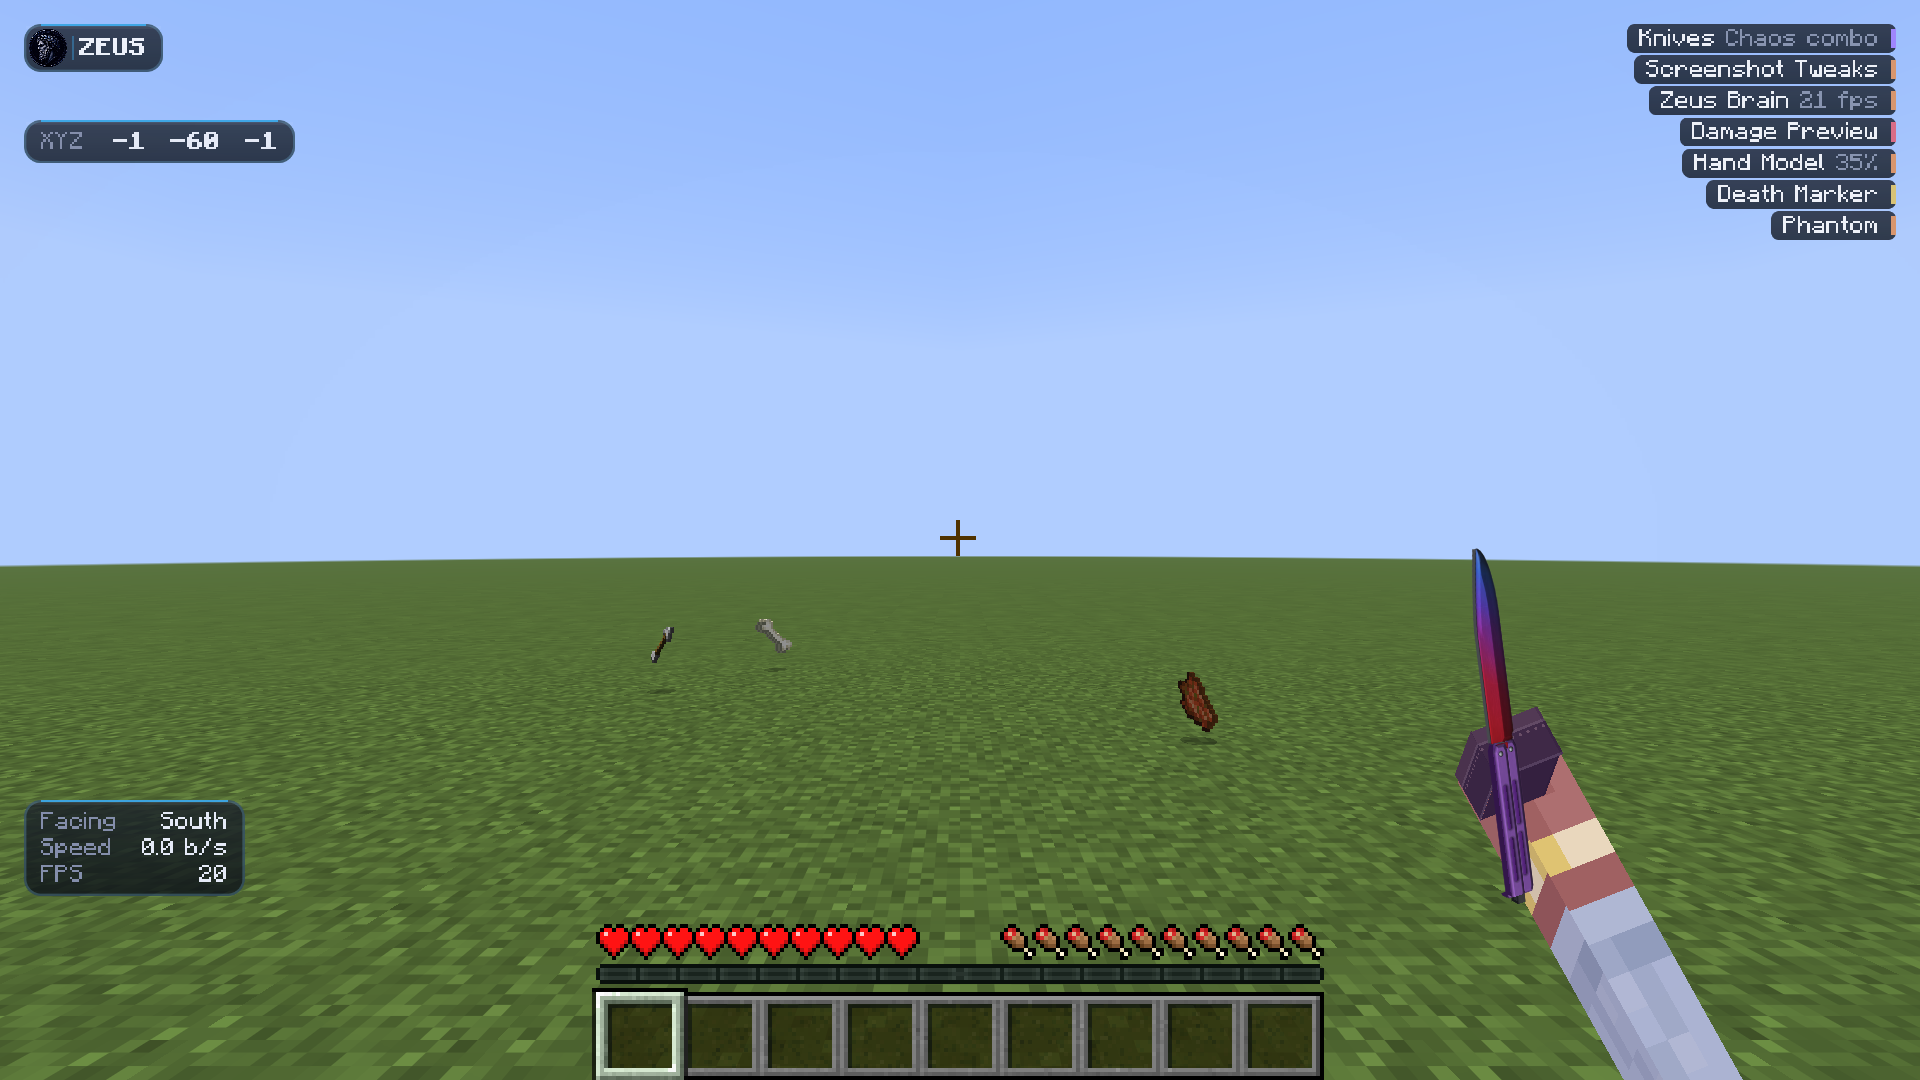 ZEUS
XYZ -1 -60 -1
Knives Chaos combo
Screenshot Tweaks
Zeus Brain 21 fps
Damage Preview
Hand Model 35%
Death Marker
Phantom
Facing South
Speed 0.0 b/s
FPS 20